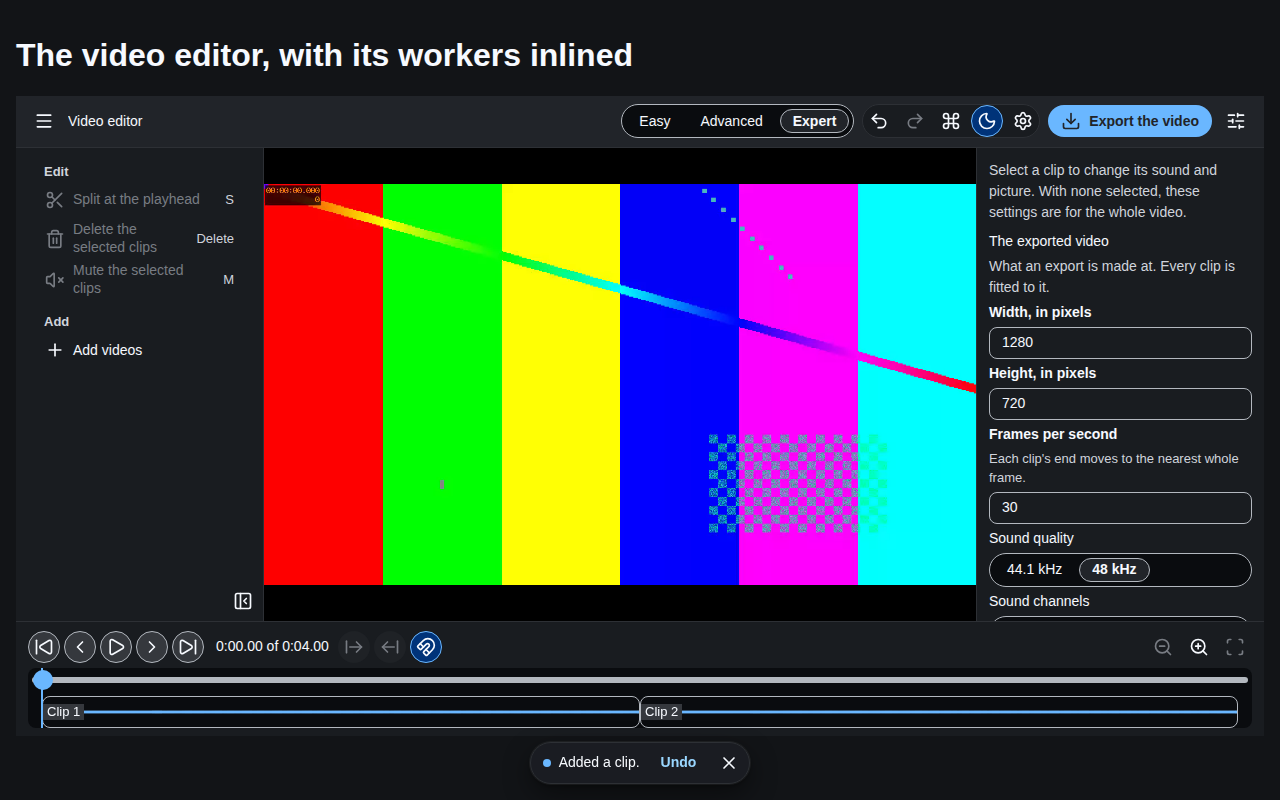 The video editor, with its workers inlined
Video editor
Easy
Advanced
Expert
Export the video
Edit
Split at the playhead S
Delete the
selected clips
Delete
Mute the selected
clips
M
Add
Add videos
00:00:00.000
0
Select a clip to change its sound and
picture. With none selected, these
settings are for the whole video.
The exported video
What an export is made at. Every clip is
fitted to it.
Width, in pixels
1280
Height, in pixels
720
Frames per second
Each clip's end moves to the nearest whole
frame.
30
Sound quality
44.1 kHz 48 kHz
Sound channels
0:00.00 of 0:04.00
Clip 1
Clip 2
Added a clip. Undo